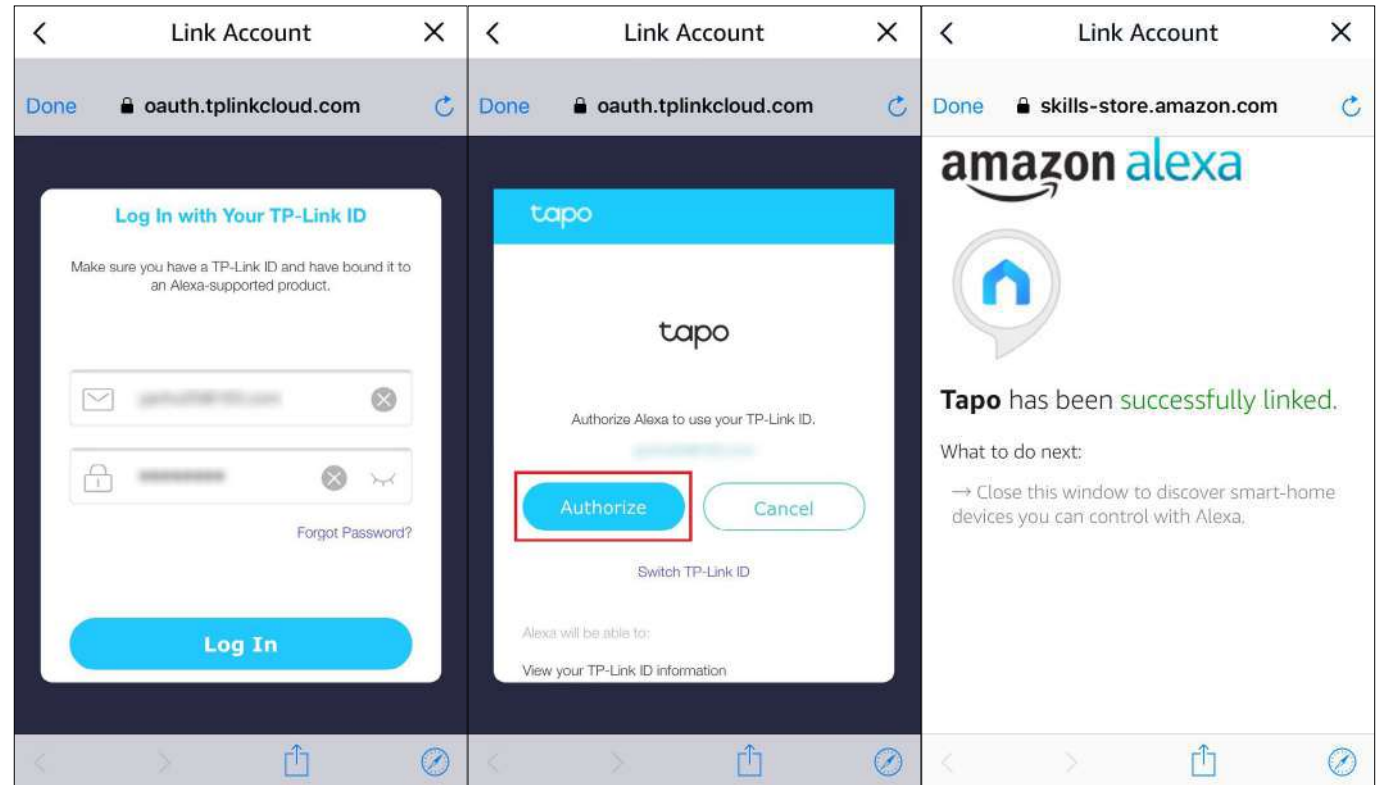 Link Account
Done
oauth.tplinkcloud.com
Log In with Your TP-Link ID
Make sure you have a TP-Link ID and have bound it to
an Alexa-supported product.
Forgot Password?
Log In
Link Account
Done
oauth.tplinkcloud.com
tapo
tapo
Authorize Alexa to use your TP-Link ID.
Authorize
Cancel
Switch TP-Link ID
Alexa will be able to:
View your TP-Link ID information
Link Account
Done
skills-store.amazon.com
amazon alexa
Tapo has been successfully linked.
What to do next:
→ Close this window to discover smart-home
devices you can control with Alexa.